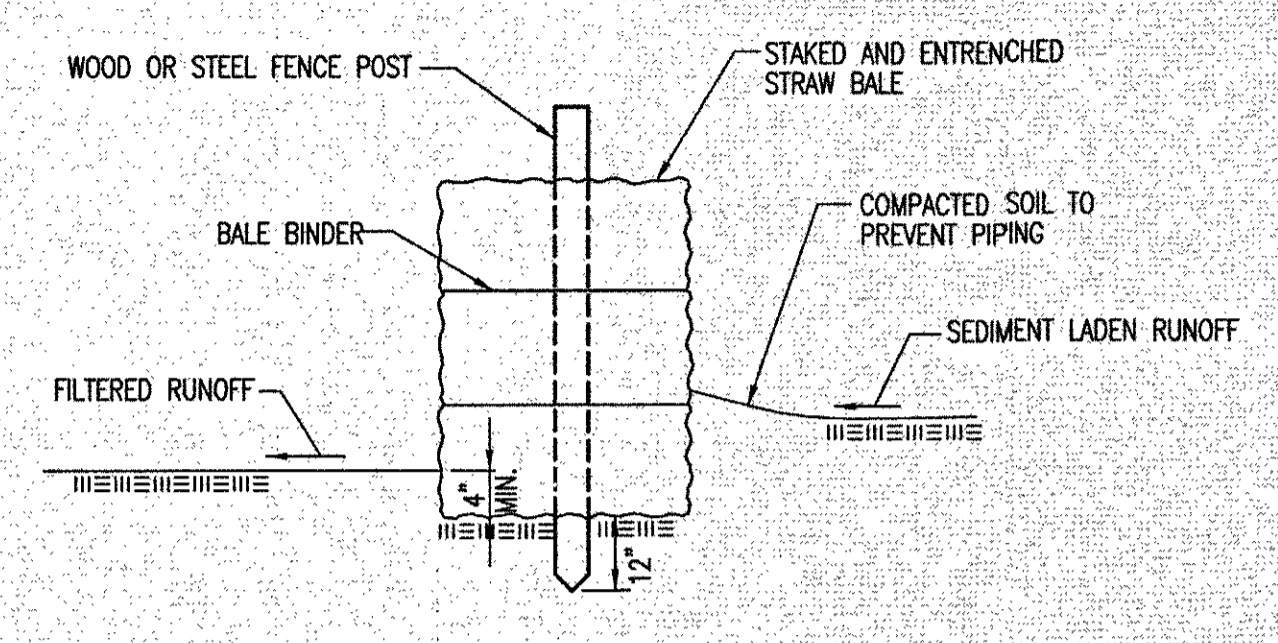 WOOD OR STEEL FENCE POST
STAKED AND ENTRENCHED
STRAW BALE
BALE BINDER
COMPACTED SOIL TO
PREVENT PIPING
SEDIMENT LADEN RUNOFF
FILTERED RUNOFF
4"
MIN.
12"